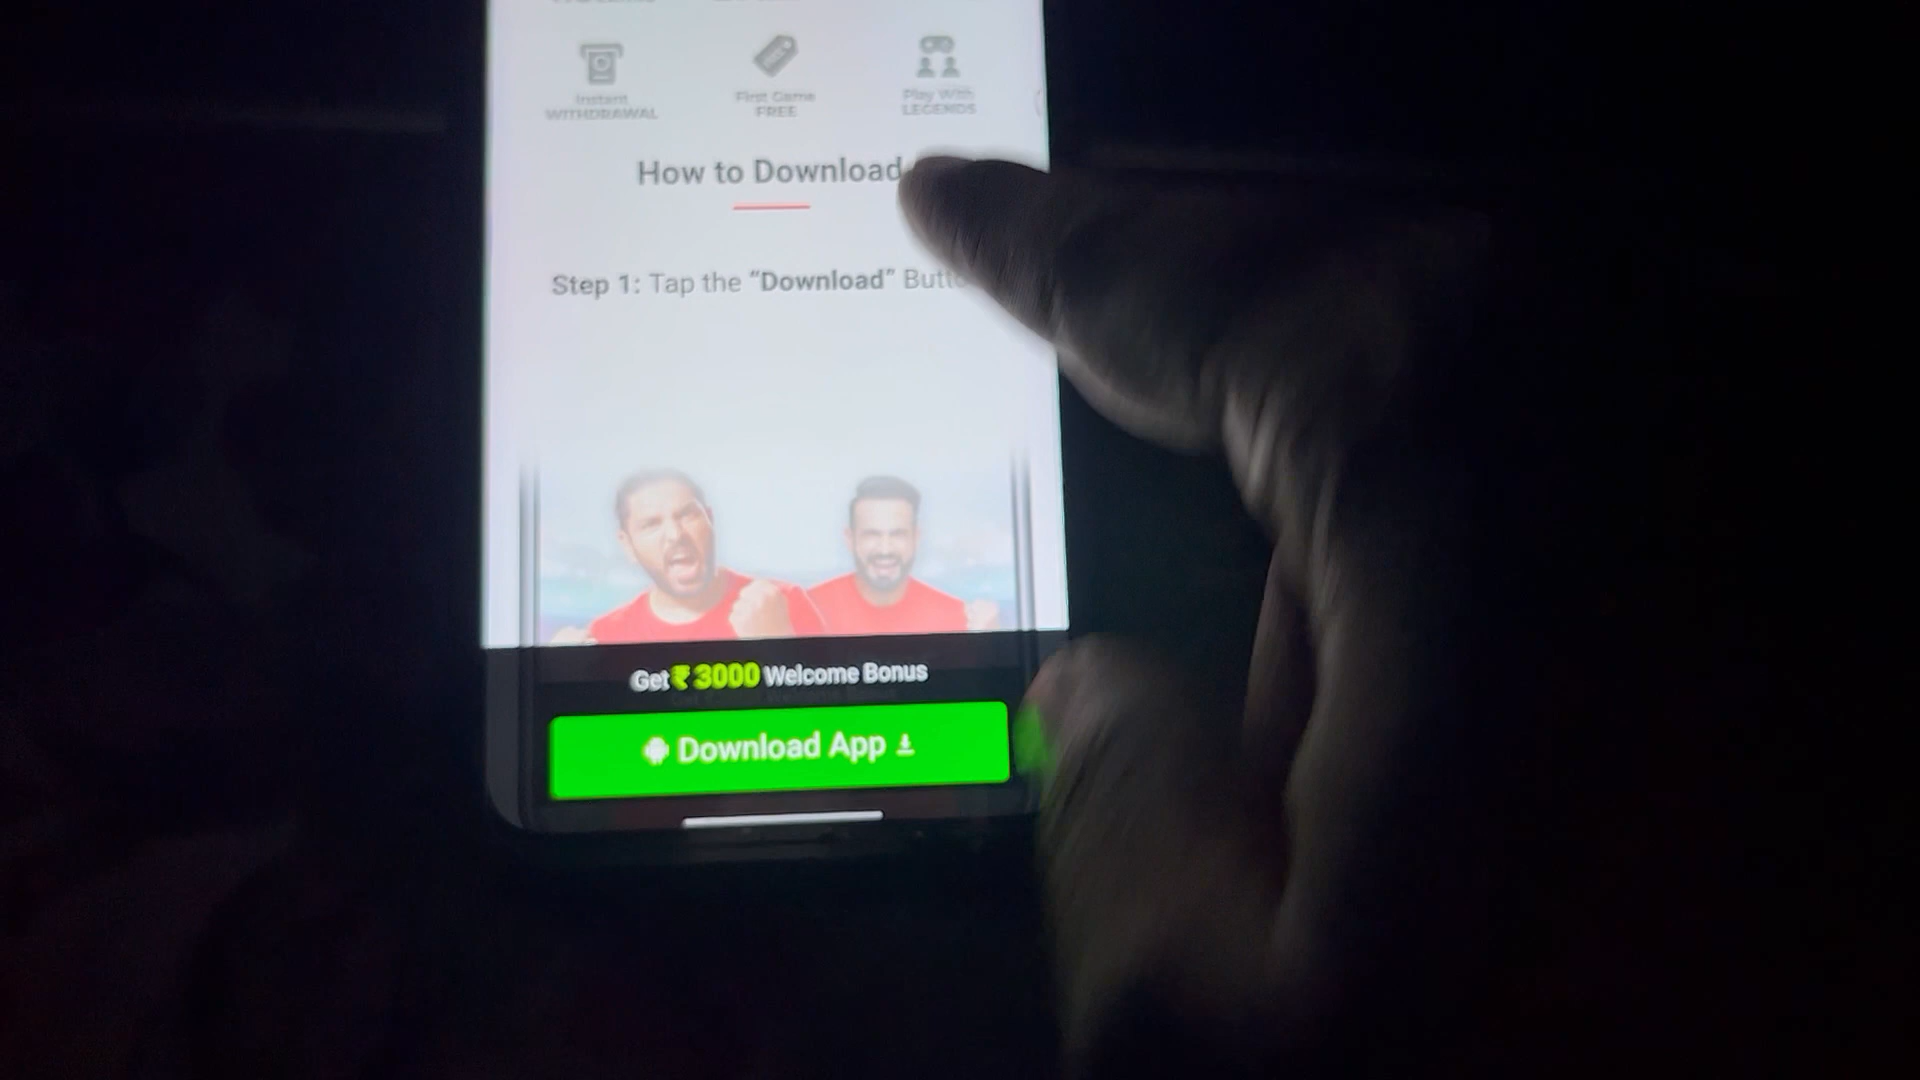 Instant
WITHDRAWAL
First Game
FREE
Play With
LEGENDS
How to Download
Step 1: Tap the “Download”
Get ₹ 3000 Welcome Bonus
Download App